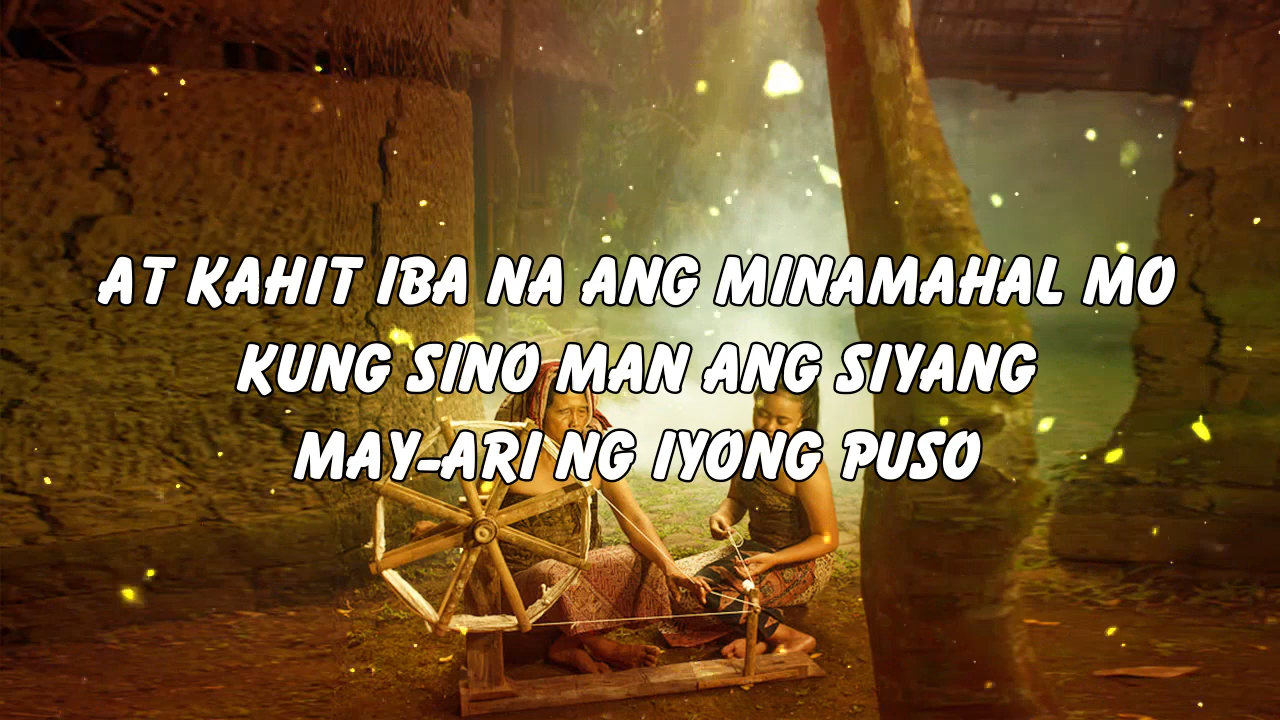 AT KAHIT IBA NA ANG MINAMAHAL MO
KUNG SINO MAN ANG SIYANG
MAY-ARI NG IYONG PUSO